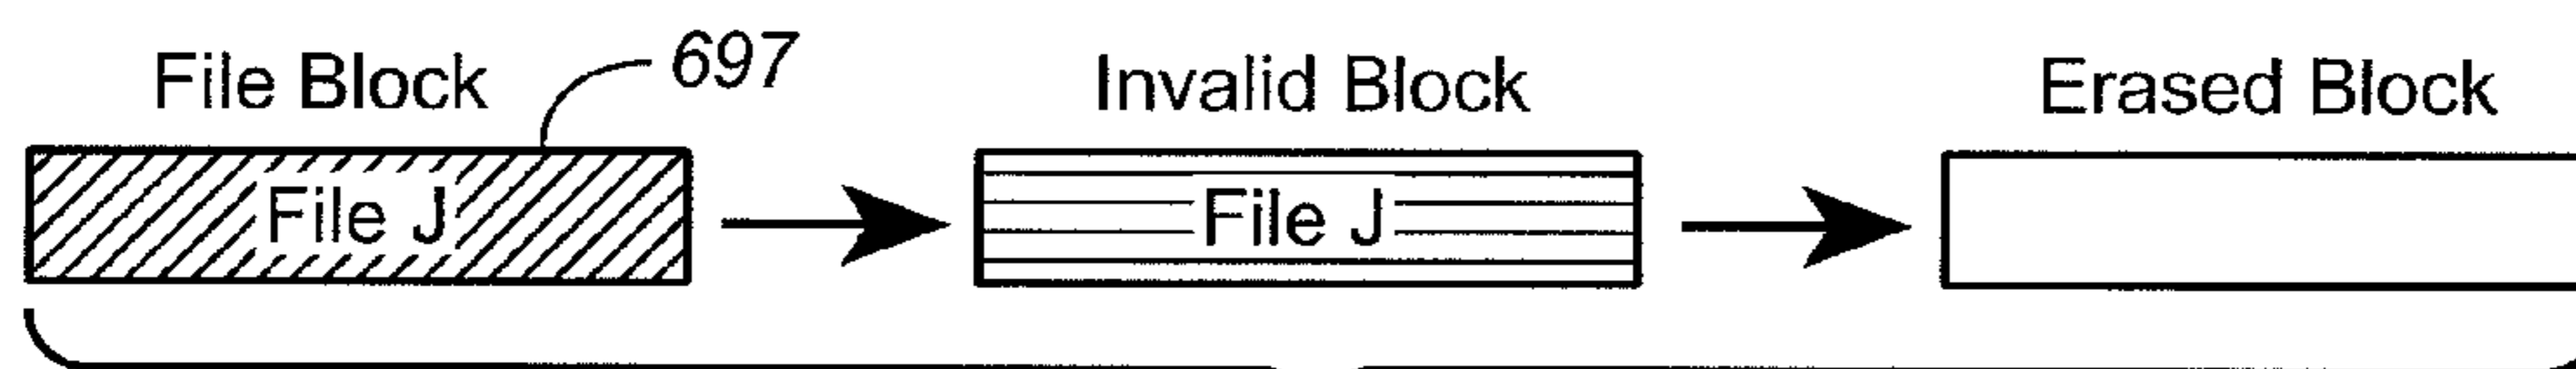 File Block
697
Invalid Block
Erased Block
File J
File J